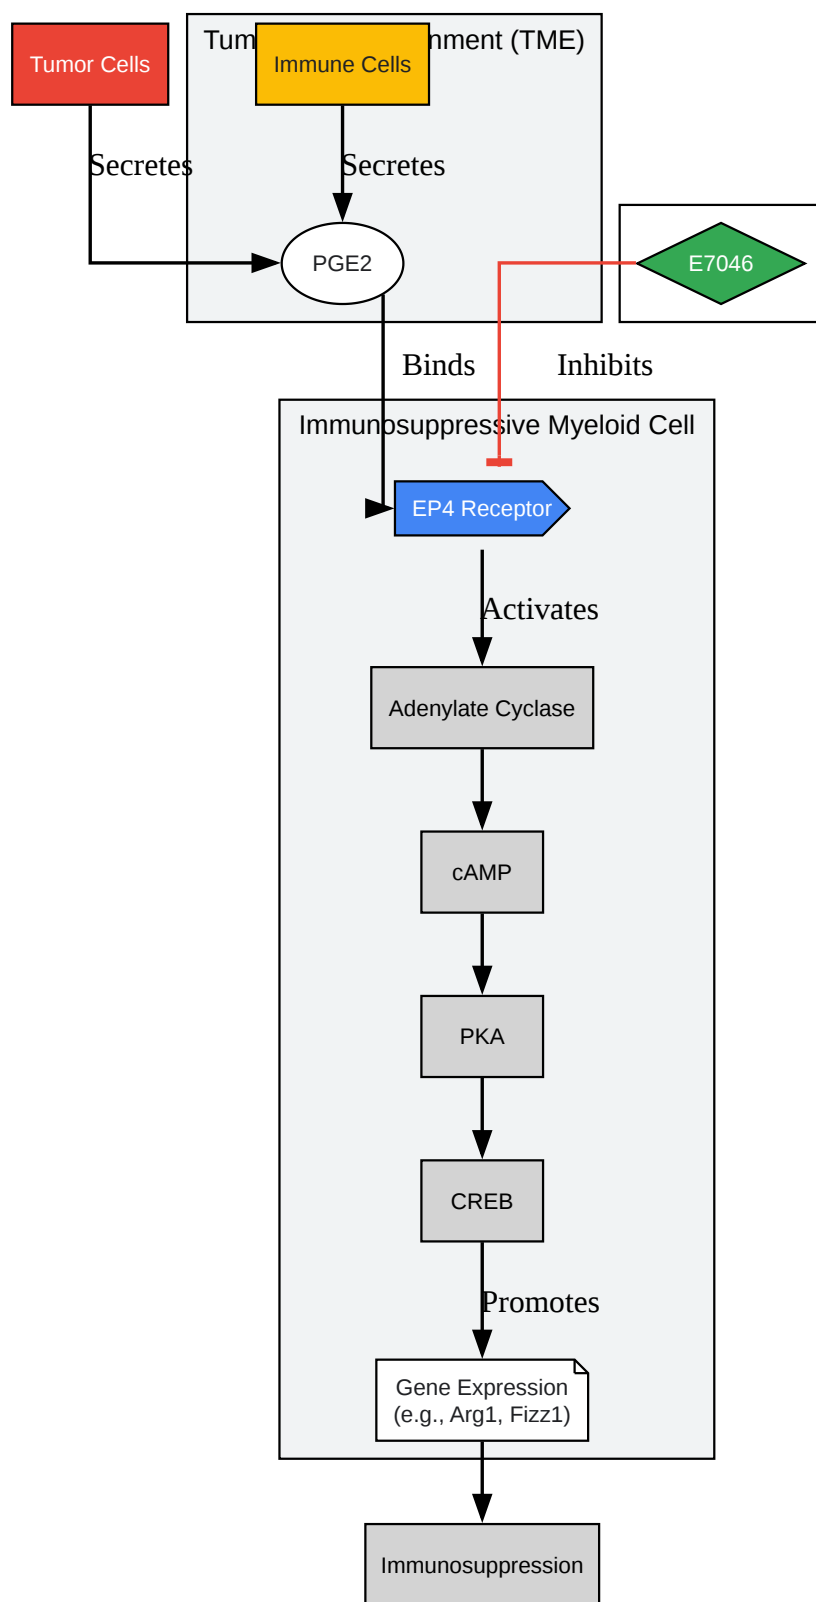 Tum
nment (TME)
Tumor Cells
Immune Cells
Secretes
Secretes
PGE2
E7046
Binds
Inhibits
Immunosuppressive Myeloid Cell
EP4 Receptor
Activates
Adenylate Cyclase
cAMP
PKA
CREB
Promotes
Gene Expression
(e.g., Arg1, Fizz1)
Immunosuppression